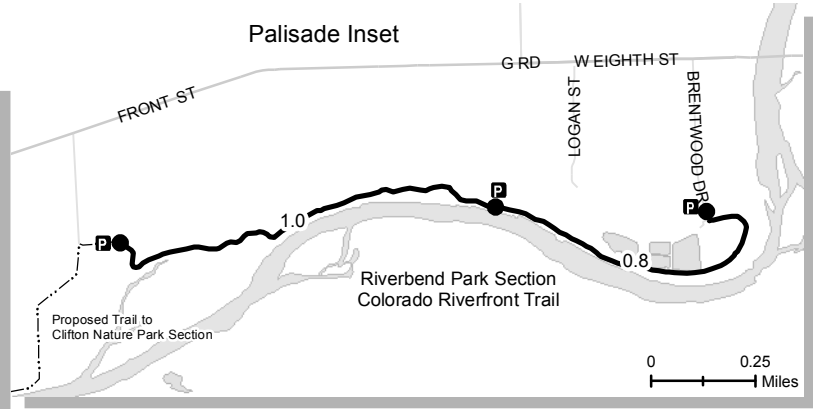 Palisade Inset
G RD
W EIGHTH ST
FRONT ST
LOGAN ST
BRENTWOOD DR
P
P
P
1.0
0.8
Riverbend Park Section
Colorado Riverfront Trail
Proposed Trail to
Clifton Nature Park Section
0 0.25
Miles